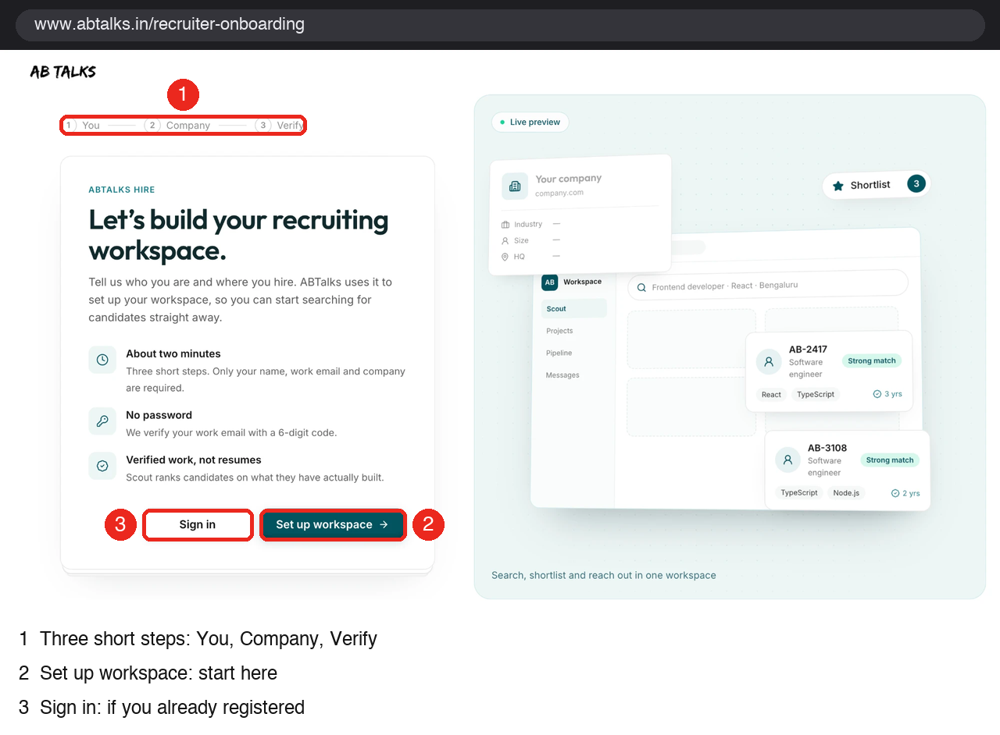 www.abtalks.in/recruiter-onboarding
AB TALKS
1
1 You 2 Company 3 Verify
ABTALKS HIRE
Let's build your recruiting
workspace.
Tell us who you are and where you hire. ABTalks uses it to
set up your workspace, so you can start searching for
candidates straight away.
About two minutes
Three short steps. Only your name, work email and company
are required.
No password
We verify your work email with a 6-digit code.
Verified work, not resumes
Scout ranks candidates on what they have actually built.
3 Sign in Set up workspace → 2
Live preview
Your company
company.com
Industry —
Size —
HQ —
Shortlist 3
AB Workspace
Frontend developer · React · Bengaluru
Scout
Projects
Pipeline
Messages
AB-2417
Software
engineer
Strong match
React TypeScript 3 yrs
AB-3108
Software
engineer
Strong match
TypeScript Node.js 2 yrs
Search, shortlist and reach out in one workspace
1 Three short steps: You, Company, Verify
2 Set up workspace: start here
3 Sign in: if you already registered